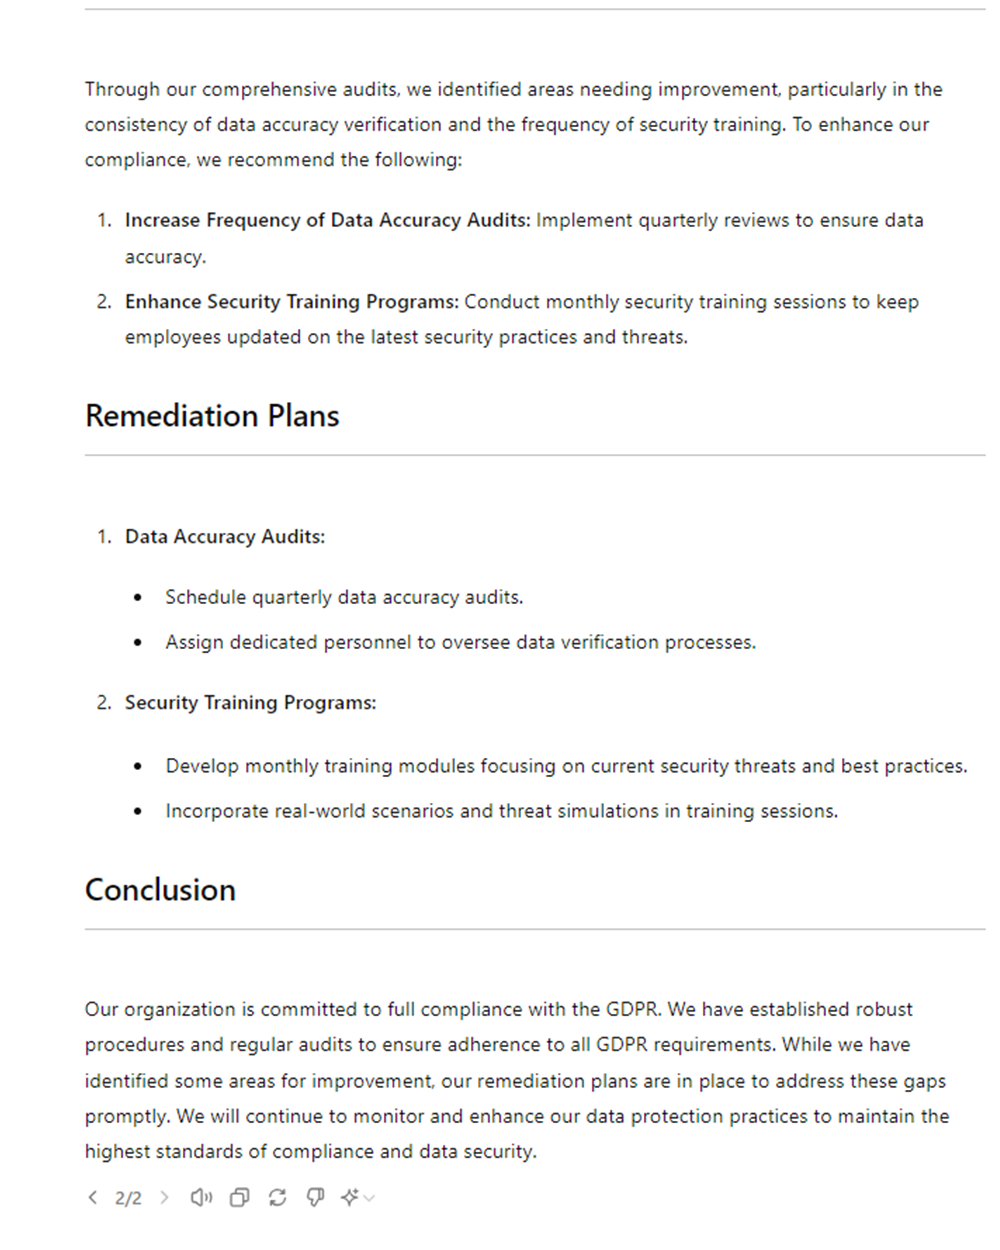 Through our comprehensive audits, we identified areas needing improvement, particularly in the
consistency of data accuracy verification and the frequency of security training. To enhance our
compliance, we recommend the following:
1. Increase Frequency of Data Accuracy Audits: Implement quarterly reviews to ensure data
accuracy.
2. Enhance Security Training Programs: Conduct monthly security training sessions to keep
employees updated on the latest security practices and threats.
Remediation Plans
1. Data Accuracy Audits:
• Schedule quarterly data accuracy audits.
• Assign dedicated personnel to oversee data verification processes.
2. Security Training Programs:
• Develop monthly training modules focusing on current security threats and best practices.
• Incorporate real-world scenarios and threat simulations in training sessions.
Conclusion
Our organization is committed to full compliance with the GDPR. We have established robust
procedures and regular audits to ensure adherence to all GDPR requirements. While we have
identified some areas for improvement, our remediation plans are in place to address these gaps
promptly. We will continue to monitor and enhance our data protection practices to maintain the
highest standards of compliance and data security.
2/2